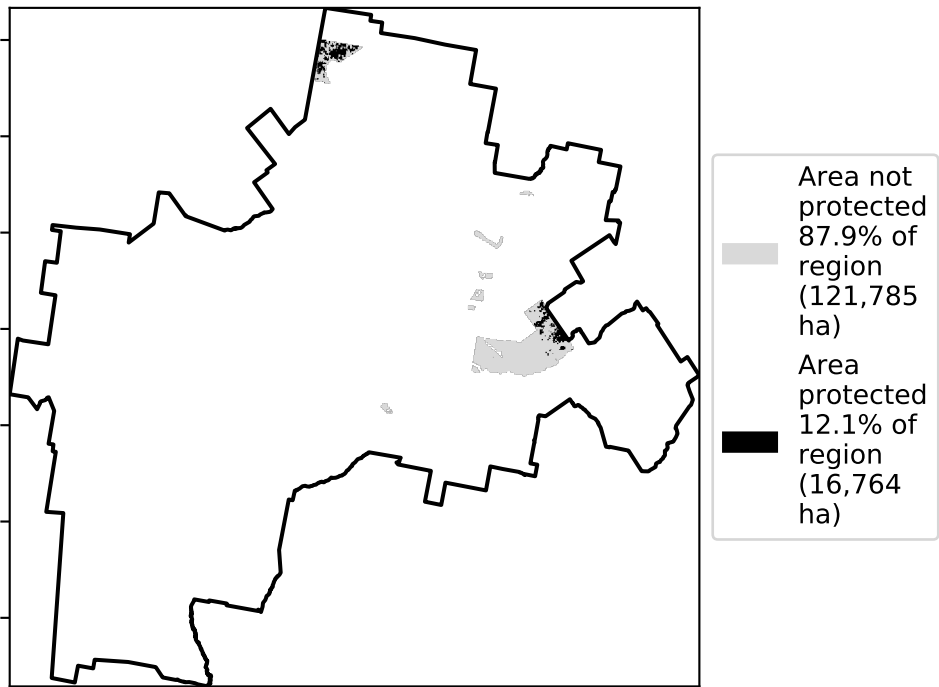 Area not
protected
87.9% of
region
(121,785
ha)
Area
protected
12.1% of
region
(16,764
ha)